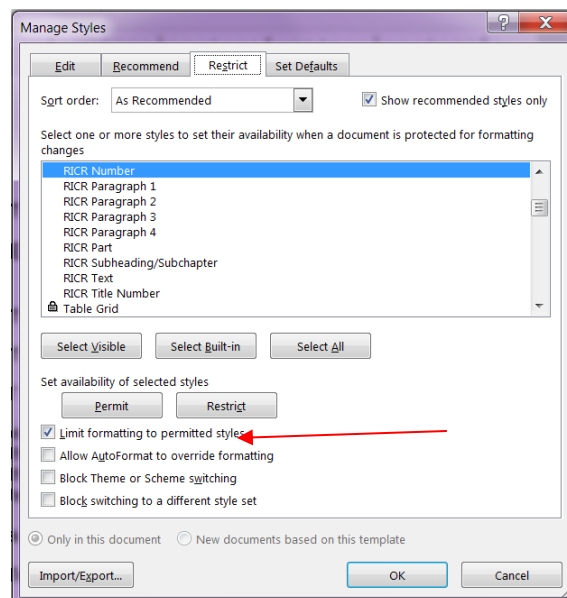 Manage Styles
Edit Recommend Restrict Set Defaults
Sort order: As Recommended Show recommended styles only
Select one or more styles to set their availability when a document is protected for formatting
changes
RICR Number
RICR Paragraph 1
RICR Paragraph 2
RICR Paragraph 3
RICR Paragraph 4
RICR Part
RICR Subheading/Subchapter
RICR Text
RICR Title Number
Table Grid
Select Visible Select Built-in Select All
Set availability of selected styles
Permit Restrict
Limit formatting to permitted styles
Allow AutoFormat to override formatting
Block Theme or Scheme switching
Block switching to a different style set
Only in this document New documents based on this template
Import/Export... OK Cancel